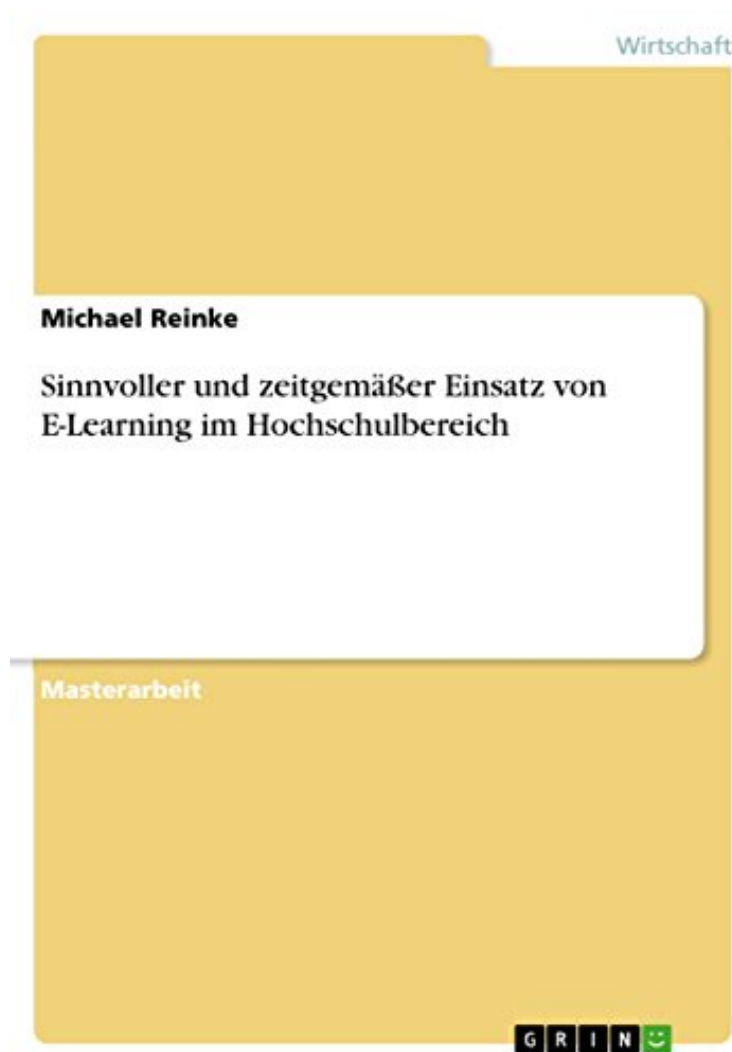 Wirtschaft
Michael Reinke
Sinnvoller und zeitgemäßer Einsatz von
E-Learning im Hochschulbereich
Masterarbeit
GRIN